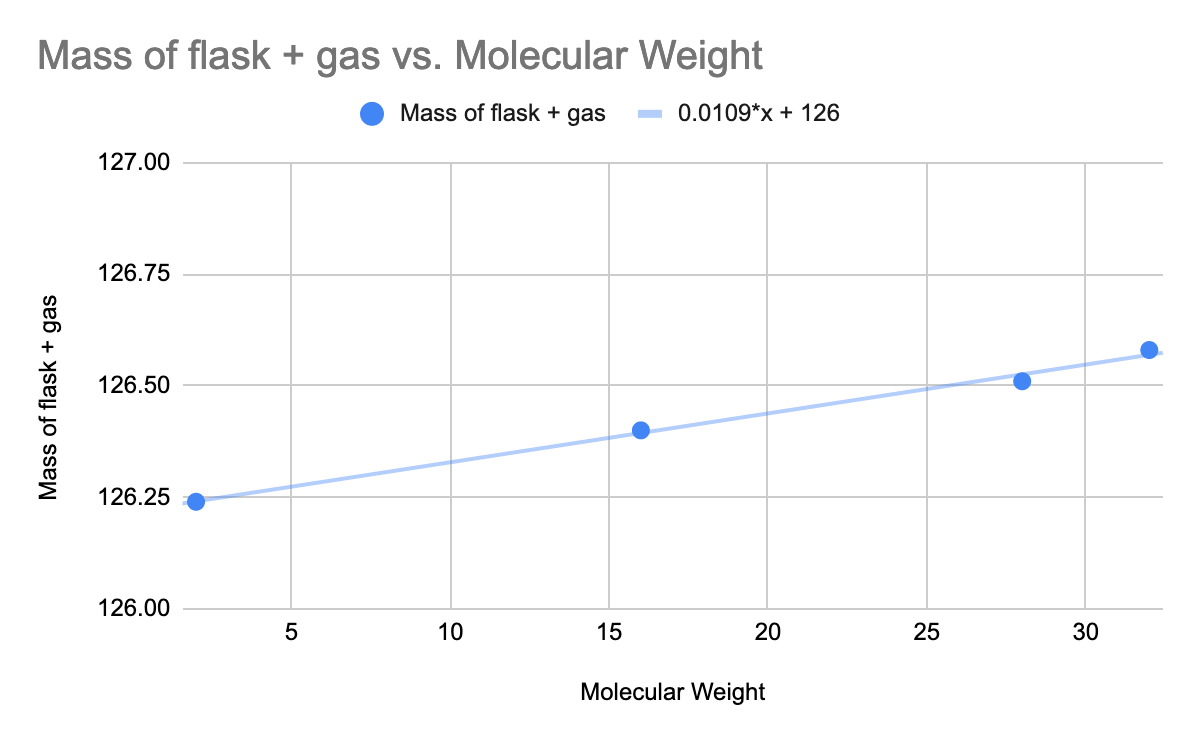 Mass of flask + gas vs. Molecular Weight
Mass of flask + gas 0.0109*x + 126
127.00
126.75
126.50
126.25
126.00
Mass of flask + gas
5 10 15 20 25 30
Molecular Weight